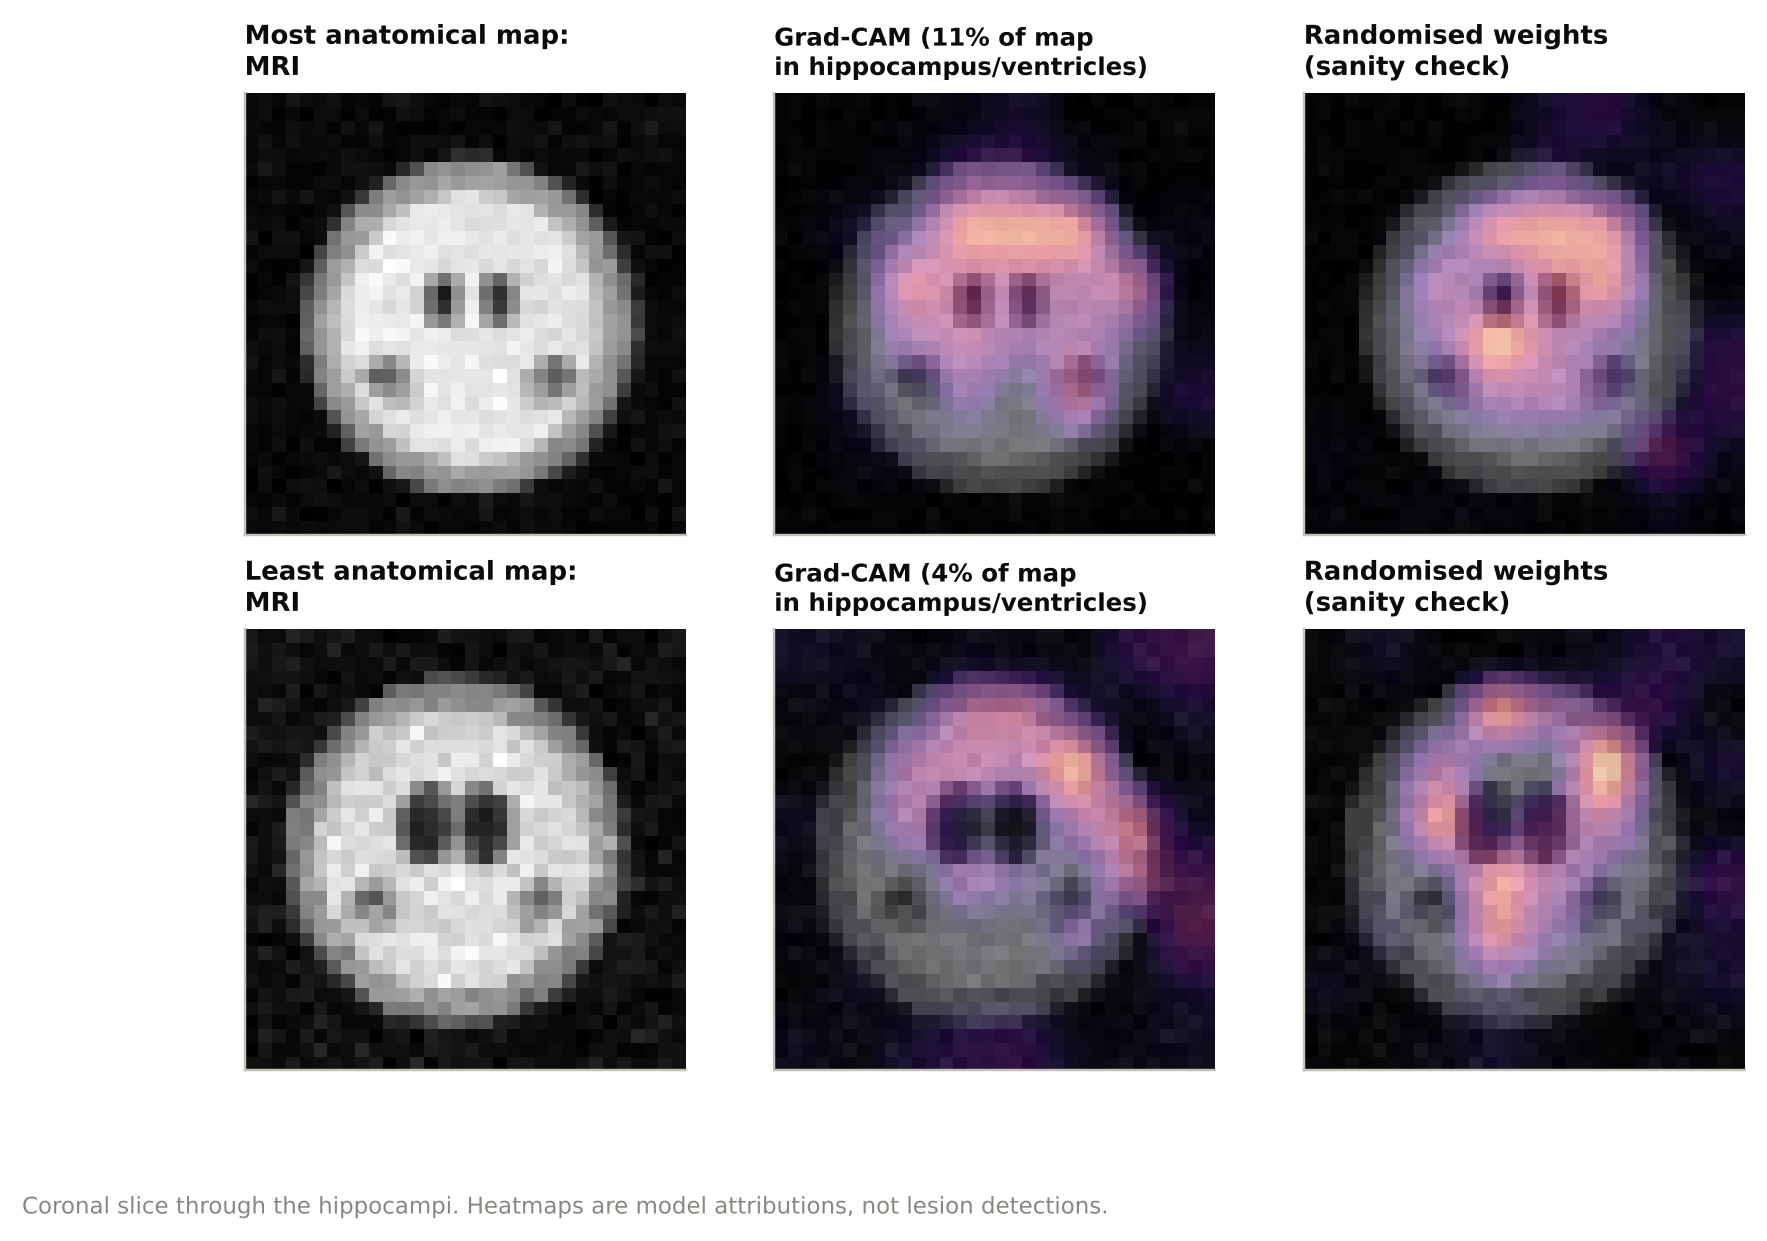 Most anatomical map:
MRI
Grad-CAM (11% of map
in hippocampus/ventricles)
Randomised weights
(sanity check)
Least anatomical map:
MRI
Grad-CAM (4% of map
in hippocampus/ventricles)
Randomised weights
(sanity check)
Coronal slice through the hippocampi. Heatmaps are model attributions, not lesion detections.